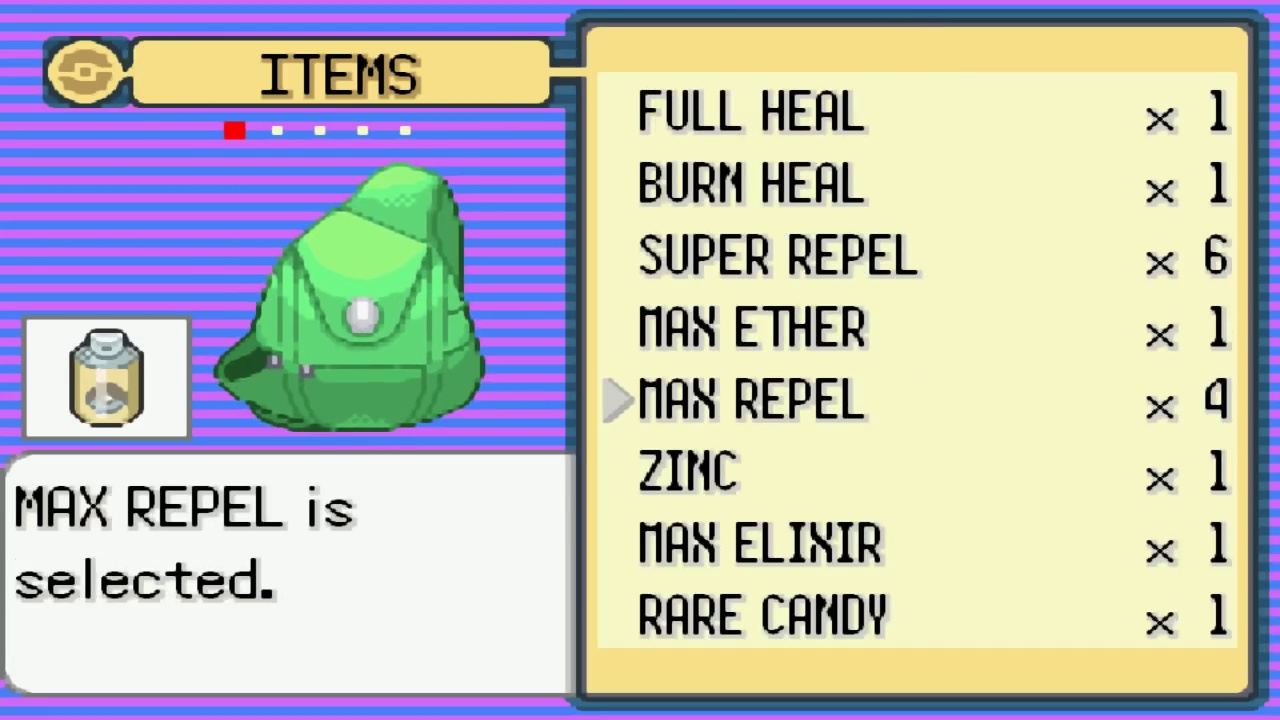 ITEMS
FULL HEAL × 1
BURN HEAL × 1
SUPER REPEL × 6
MAX ETHER × 1
MAX REPEL × 4
ZINC × 1
MAX ELIXIR × 1
RARE CANDY × 1
MAX REPEL is
selected.